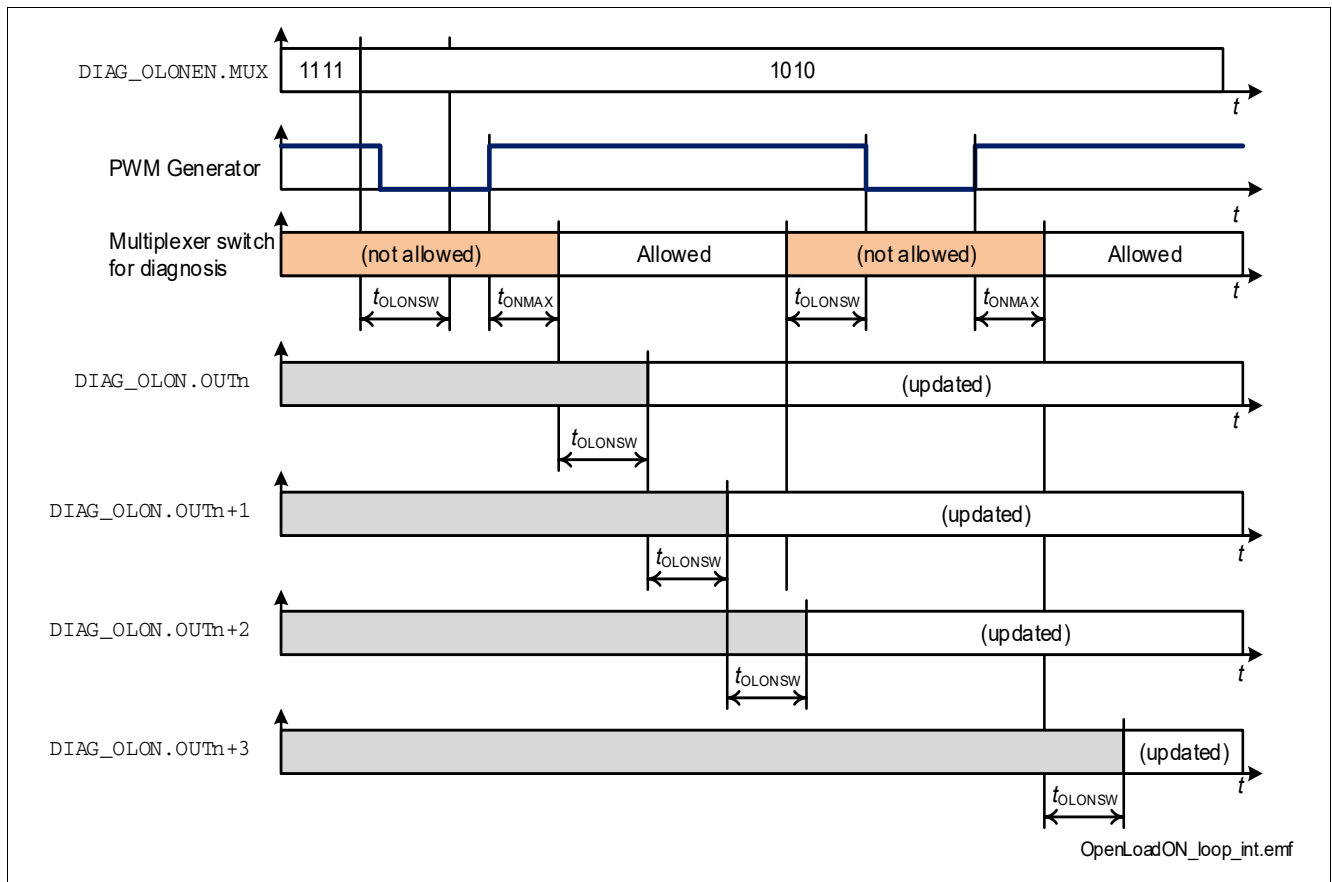 DIAG_OLONEN.MUX
1111
1010
t
PWM Generator
t
Multiplexer switch
for diagnosis
(not allowed)
Allowed
(not allowed)
Allowed
t
tOLONSW
tONMAX
tOLONSW
tONMAX
DIAG_OLON.OUTn
(updated)
t
tOLONSW
DIAG_OLON.OUTn+1
(updated)
t
tOLONSW
DIAG_OLON.OUTn+2
(updated)
t
tOLONSW
DIAG_OLON.OUTn+3
(updated)
t
tOLONSW
OpenLoadON_loop_int.emf